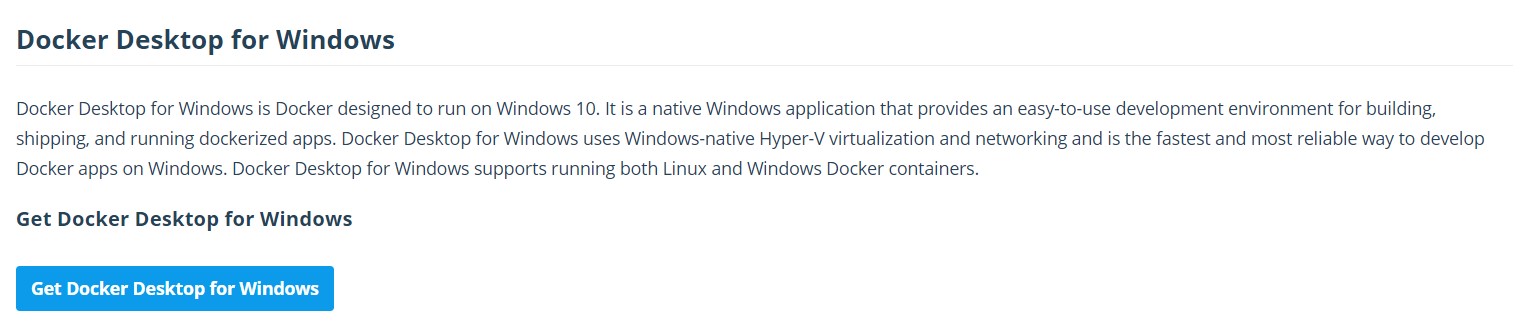 Docker Desktop for Windows
Docker Desktop for Windows is Docker designed to run on Windows 10. It is a native Windows application that provides an easy-to-use development environment for building,
shipping, and running dockerized apps. Docker Desktop for Windows uses Windows-native Hyper-V virtualization and networking and is the fastest and most reliable way to develop
Docker apps on Windows. Docker Desktop for Windows supports running both Linux and Windows Docker containers.
Get Docker Desktop for Windows
Get Docker Desktop for Windows